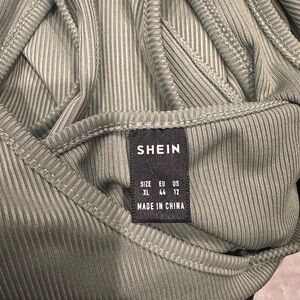 SHEIN
SIZE EU US
XL 44 12
MADE IN CHINA